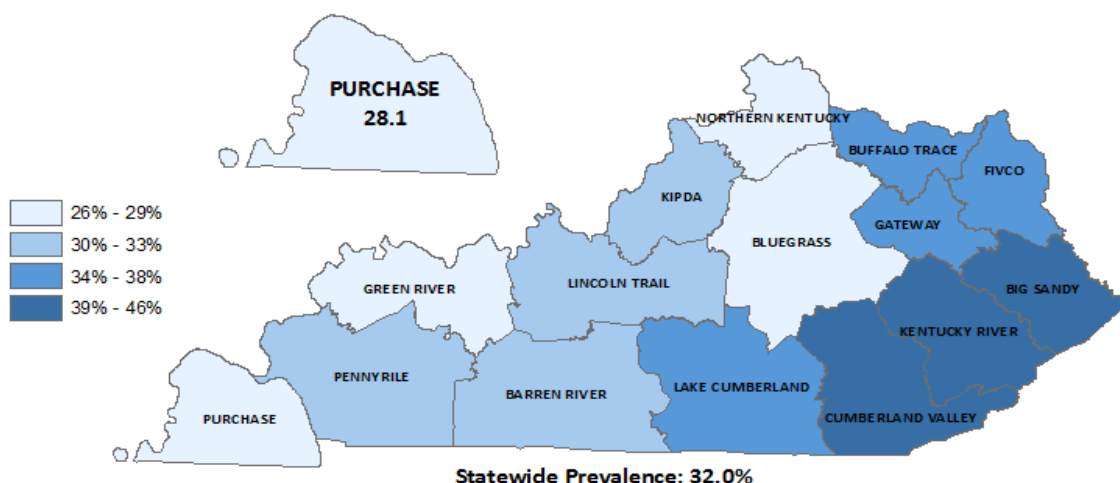 PURCHASE
28.1
NORTHERN KENTUCKY
BUFFALO TRACE
FIVCO
KIPDA
26% - 29%
GATEWAY
30% - 33%
BLUEGRASS
34% - 38%
LINCOLN TRAIL
GREEN RIVER
BIG SANDY
39% - 46%
KENTUCKY RIVER
PENNYRILE
LAKE CUMBERLAND
BARREN RIVER
PURCHASE
CUMBERLAND VALLEY
Statewide Prevalence: 32.0%